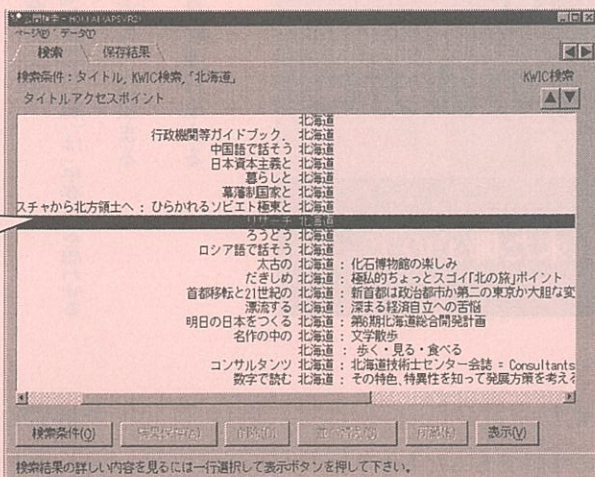 ページ(P) データ(D)
検索 保存結果
検索条件：タイトル, KWIC検索,「北海道」 KWIC検索
タイトルアクセスポイント
北海道
行政機関等ガイドブック. 北海道
中国語で話そう 北海道
日本資本主義と 北海道
暮らしと 北海道
幕藩制国家と 北海道
スチャから北方領土へ : ひらかれるソビエト極東と 北海道
リサーチ 北海道
ろうどう 北海道
ロシア語で話そう 北海道
太古の 北海道 : 化石博物館の楽しみ
だきしめ 北海道 : 極私的ちょっとスゴイ「北の旅」ポイント
首都移転と21世紀の 北海道 : 新首都は政治都市か第二の東京か大胆な変
漂流する 北海道 : 深まる経済自立への苦悩
明日の日本をつくる 北海道 : 第6期北海道総合開発計画
名作の中の 北海道 : 文学散歩
北海道 : 歩く・見る・食べる
コンサルタンツ 北海道 : 北海道技術士センター会誌 = Consultants
数字で読む 北海道 : その特色、特異性を知って発展方策を考える
検索条件(Q) 表示(V)
検索結果の詳しい内容を見るには一行選択して表示ボタンを押して下さい。